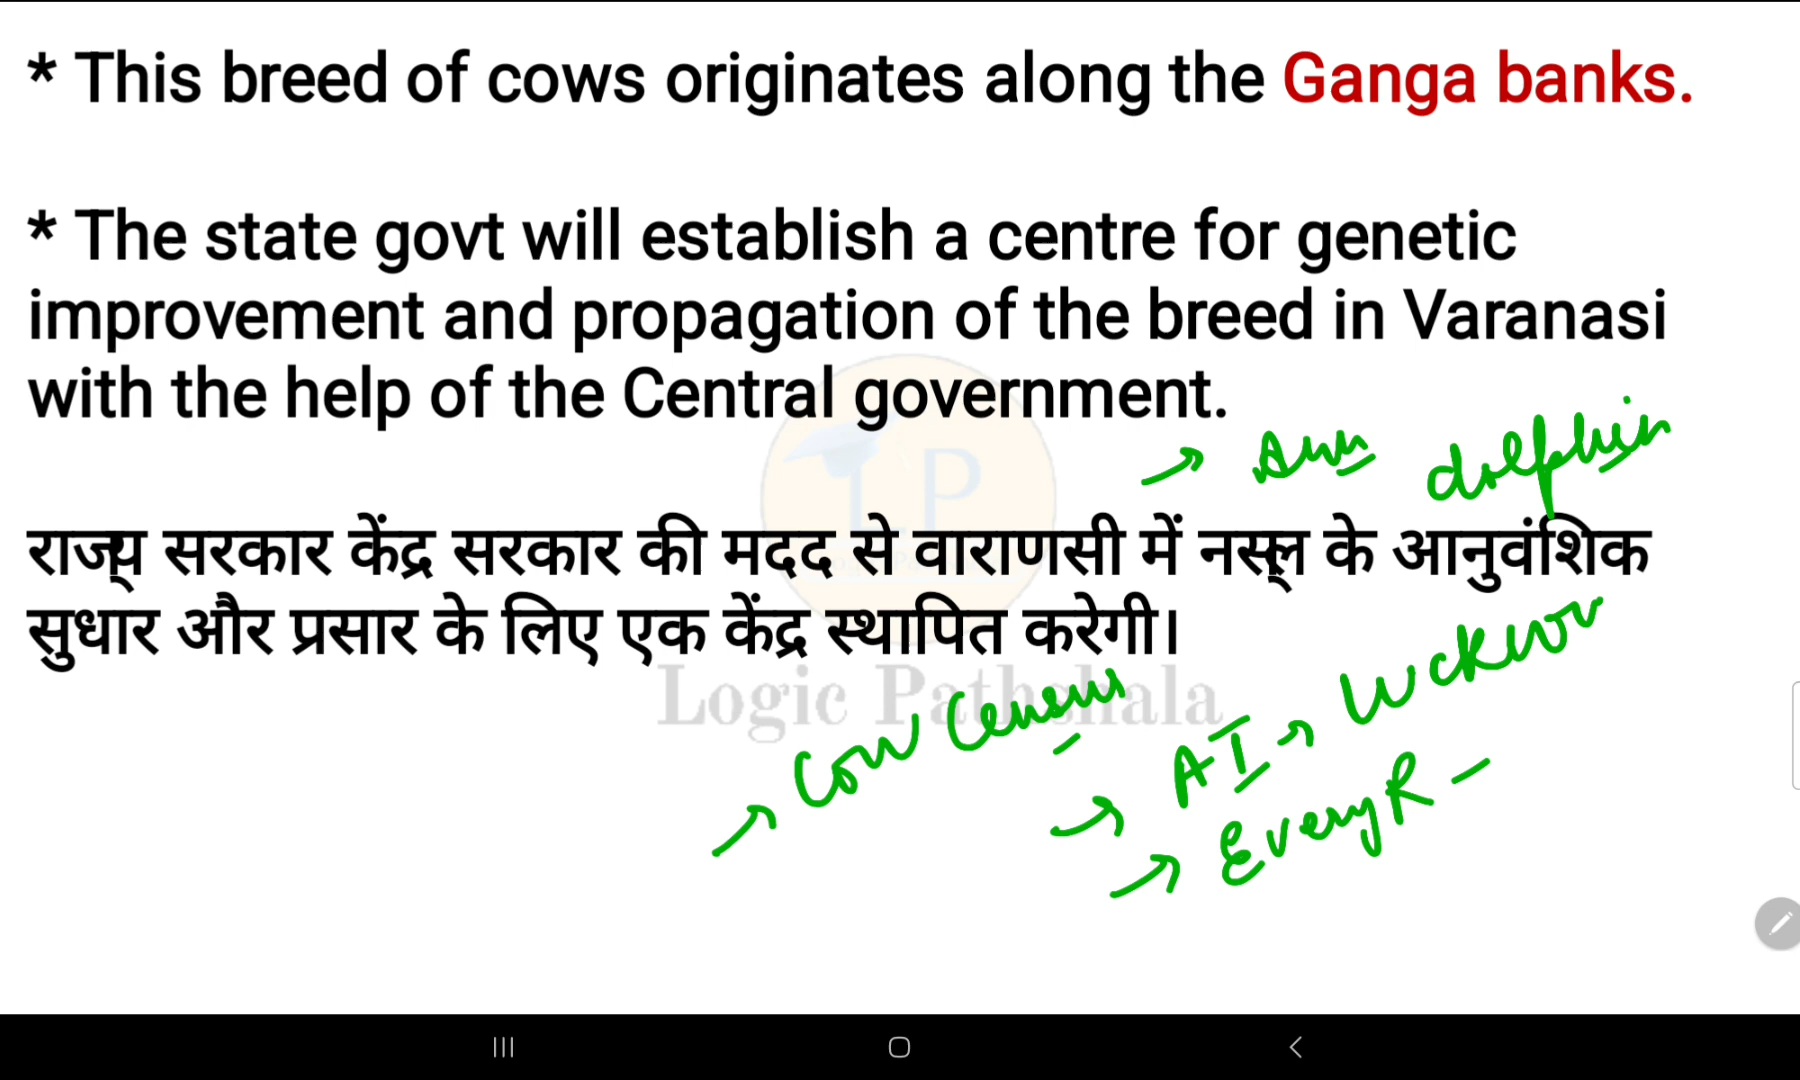 * This breed of cows originates along the Ganga banks.
* The state govt will establish a centre for genetic
improvement and propagation of the breed in Varanasi
with the help of the Central government.
→ dolphin
राज्य् सरकार केंद्र सरकार की मदद से वाराणसी में नस्ल् के आनुवंशिक
सुधार और प्रसार के लिए एक केंद्र स्थापित करेगी।
Logic Pathshala
→ Cow Census
→ AI →
→ Every R -
LP